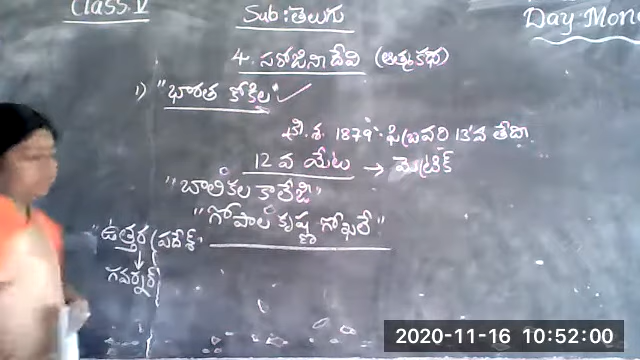 Class: V
Sub: తెలుగు
Day: Mon
4. సరోజినీ దేవి (ఆత్మకథ)
1) "భారత కోకిల"
క్రీ.శ. 1879 ఫిబ్రవరి 13న తేదీ
12 వ యేట → మెట్రిక్
"బాలికల కాలేజి"
"గోపాల కృష్ణ గోఖలే"
"ఉత్తర ప్రదేశ్"
↓
గవర్నర్
2020-11-16 10:52:00